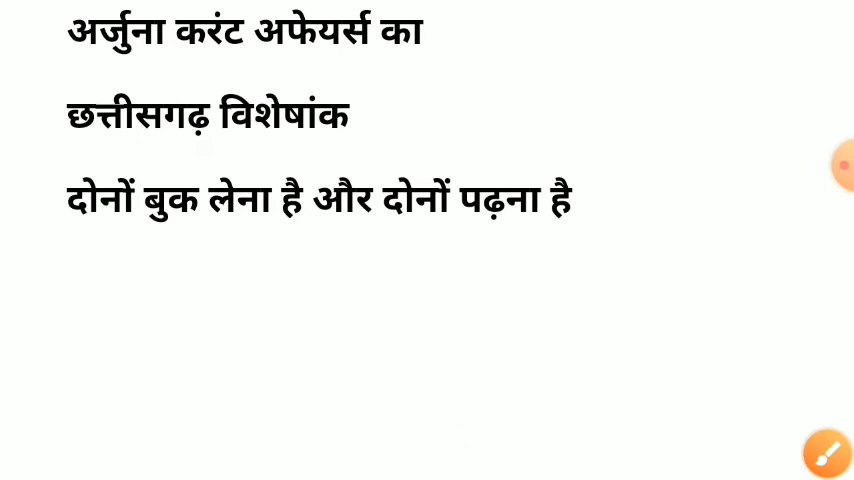 अर्जुना करंट अफेयर्स का
छत्तीसगढ़ विशेषांक
दोनों बुक लेना है और दोनों पढ़ना है